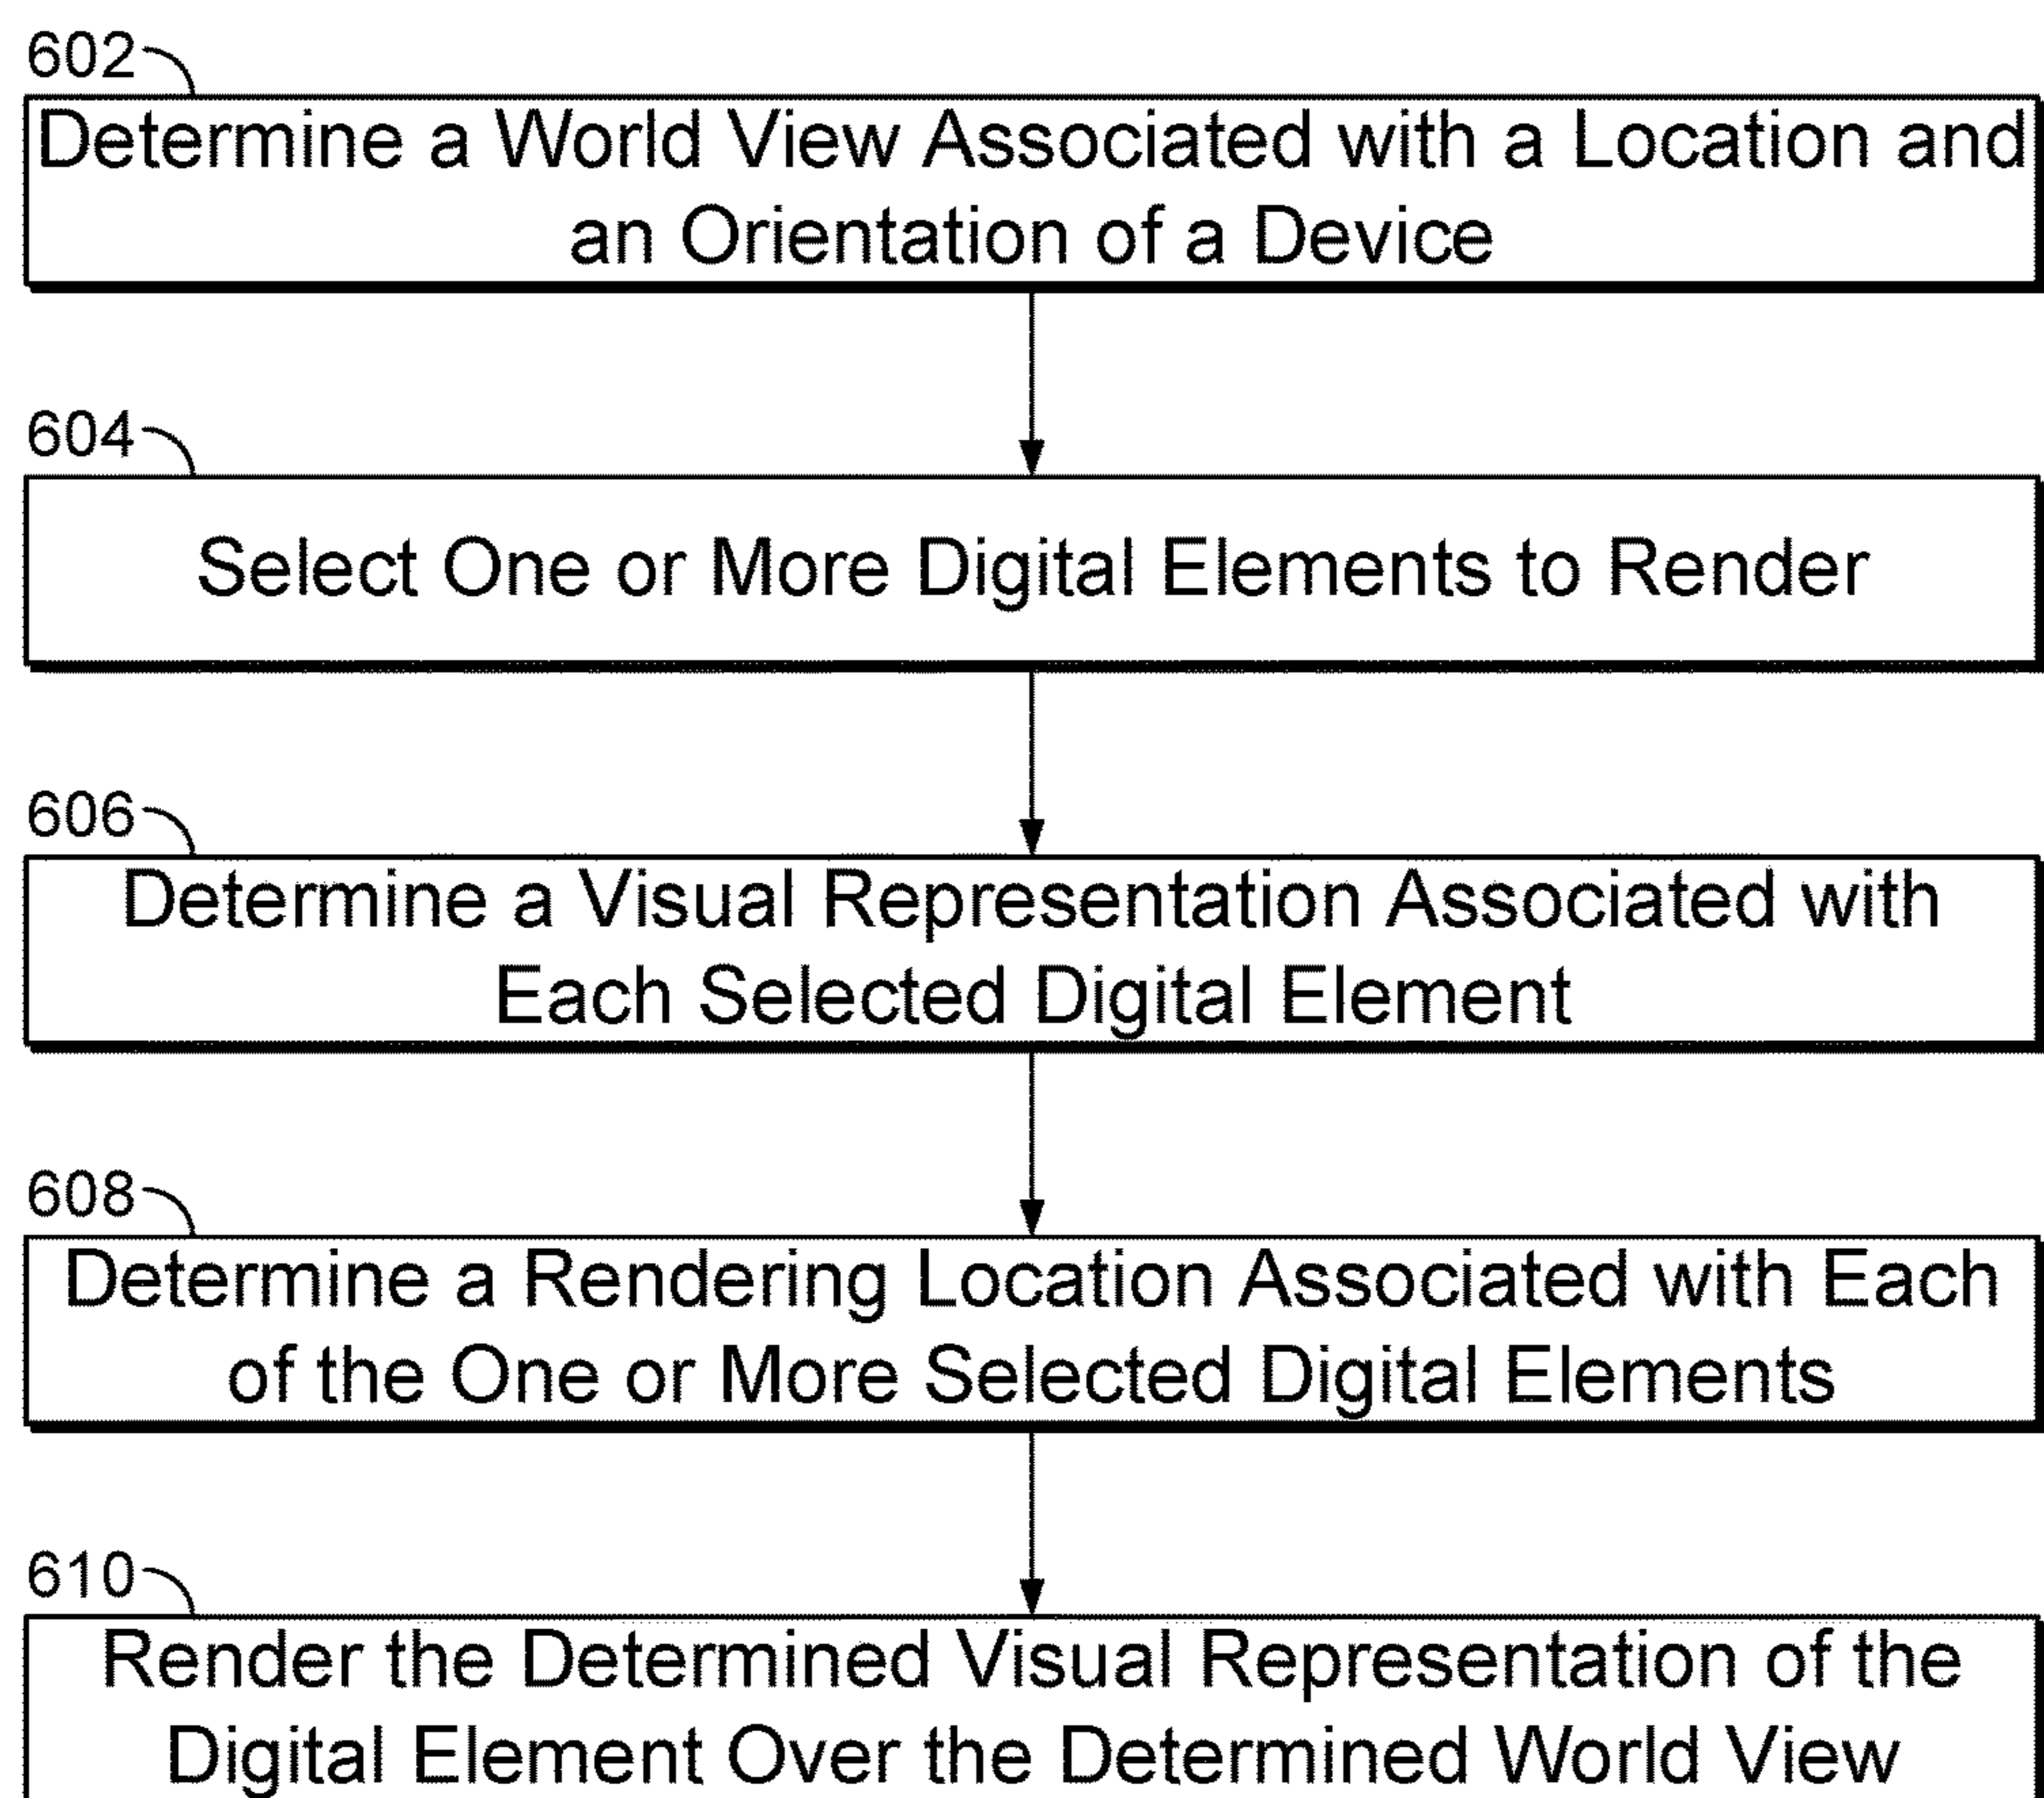 602
Determine a World View Associated with a Location and
an Orientation of a Device
604
Select One or More Digital Elements to Render
606
Determine a Visual Representation Associated with
Each Selected Digital Element
608
Determine a Rendering Location Associated with Each
of the One or More Selected Digital Elements
610
Render the Determined Visual Representation of the
Digital Element Over the Determined World View